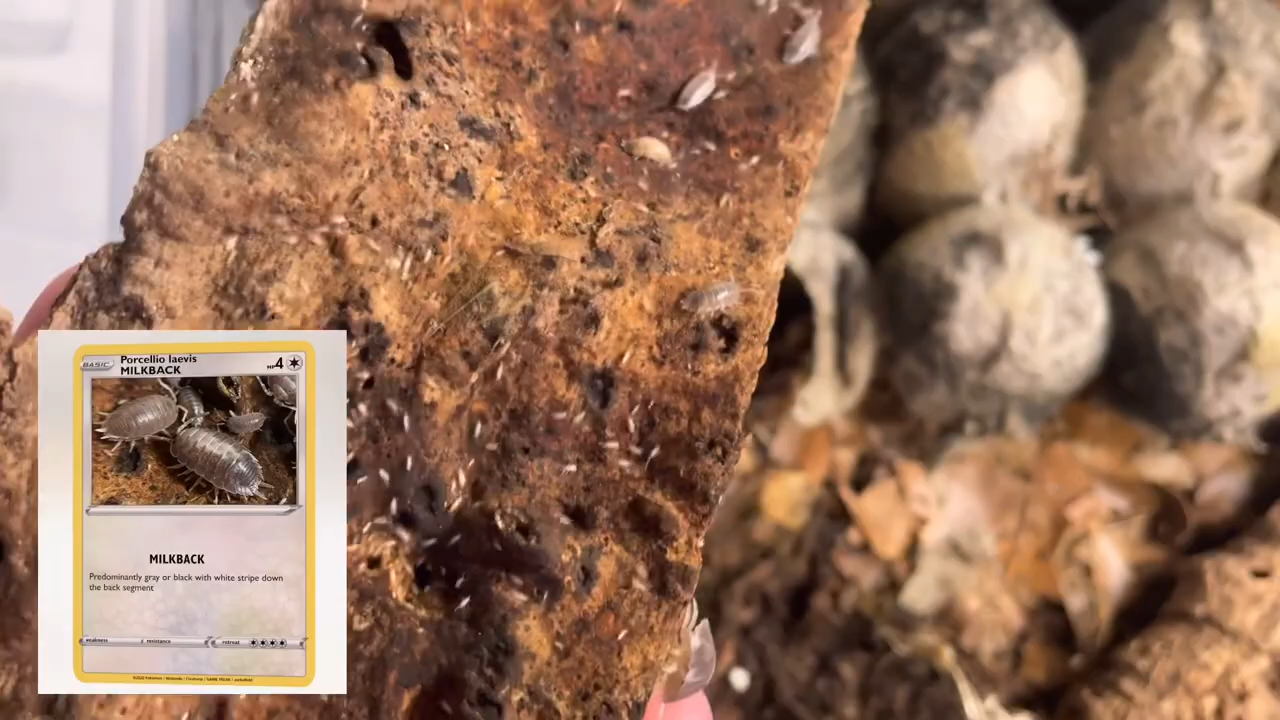 BASIC
Porcellio laevis
MILKBACK
HP4
MILKBACK
Predominantly gray or black with white stripe down
the back segment
weakness resistance retreat